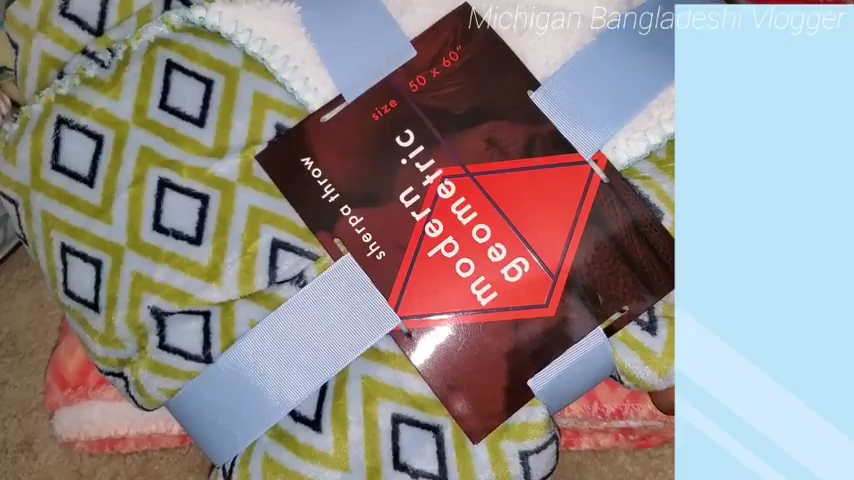 Michigan Bangladeshi Vlogger
size 50 x 60"
modern
geometric
sherpa throw